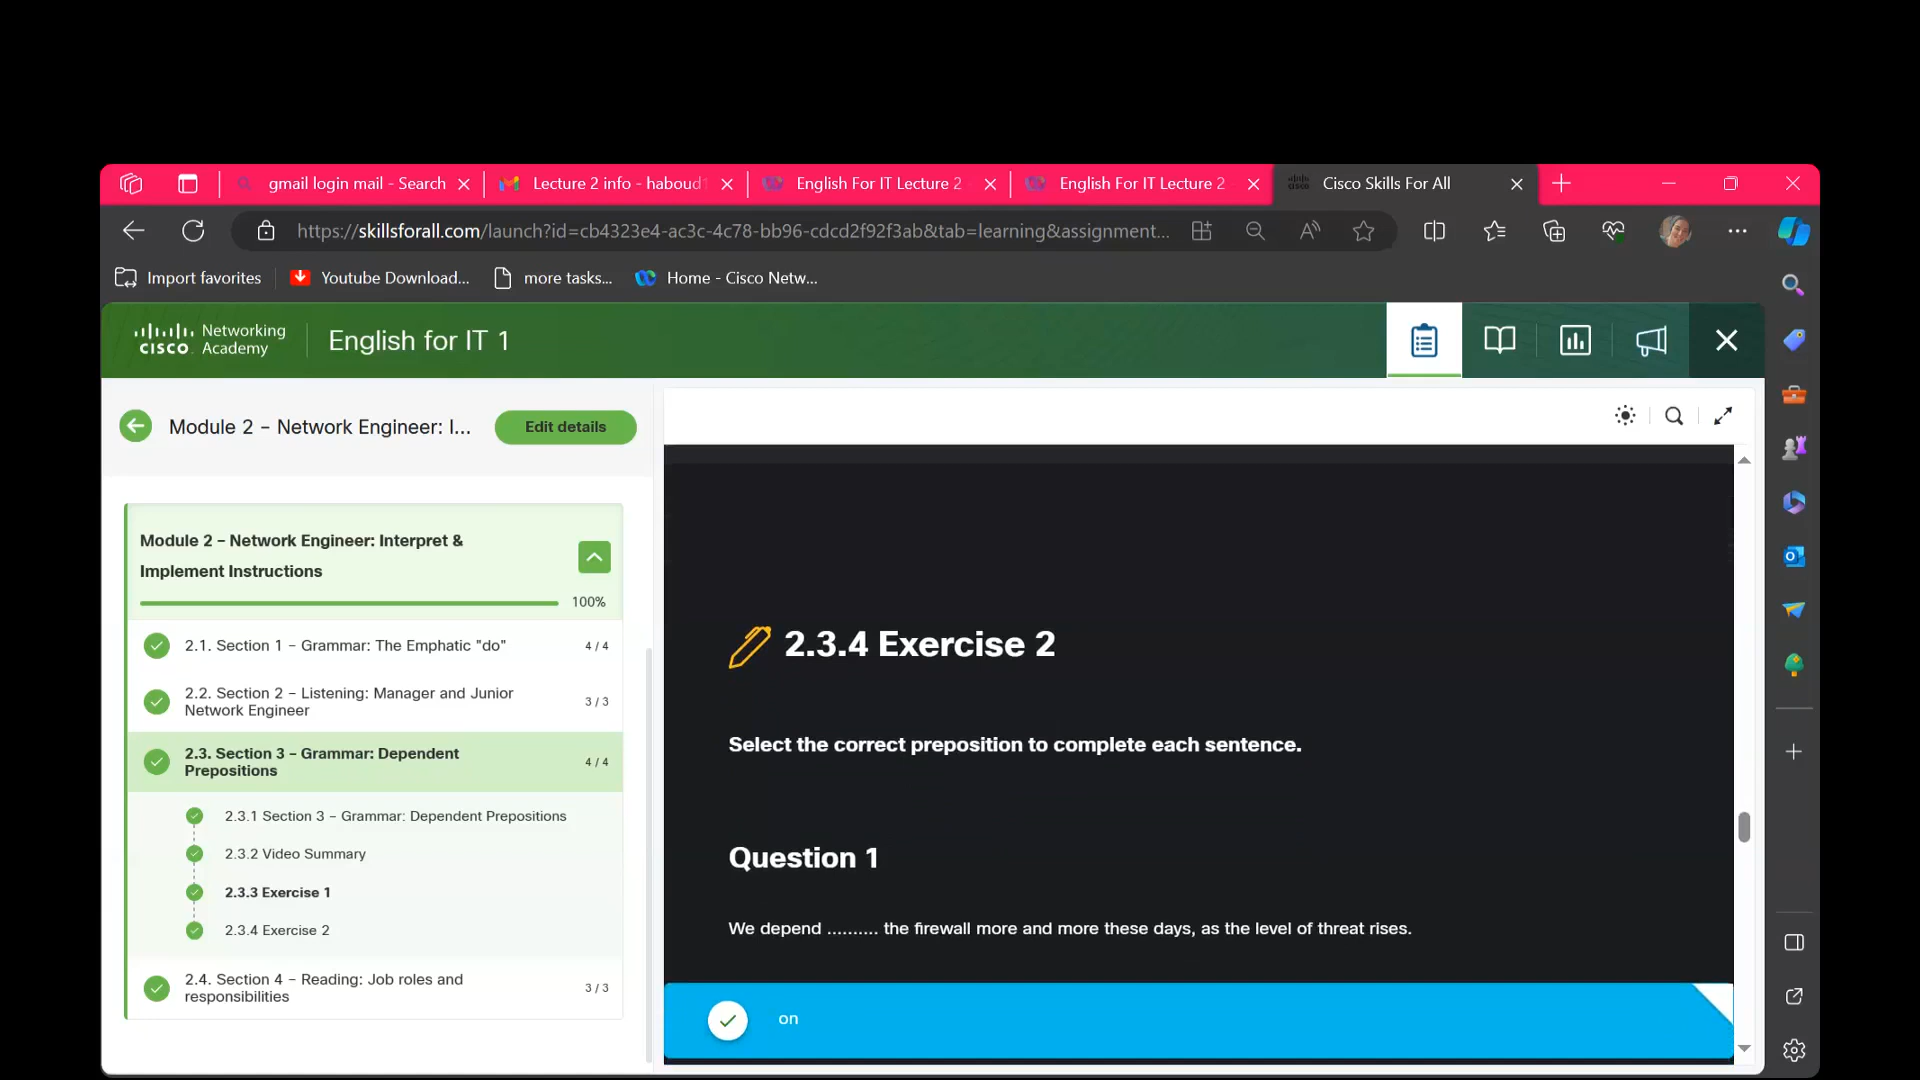 gmail login mail - Search
Lecture 2 info - haboud
English For IT Lecture 2
English For IT Lecture 2
Cisco Skills For All
https://skillsforall.com/launch?id=cb4323e4-ac3c-4c78-bb96-cdcd2f92f3ab&tab=learning&assignment...
Import favorites
Youtube Download...
more tasks...
Home - Cisco Netw...
CISCO Networking
Academy
English for IT 1
Module 2 – Network Engineer: I...
Edit details
Module 2 – Network Engineer: Interpret &
Implement Instructions
100%
2.1. Section 1 – Grammar: The Emphatic "do"
4 / 4
2.2. Section 2 – Listening: Manager and Junior
Network Engineer
3 / 3
2.3. Section 3 – Grammar: Dependent
Prepositions
4 / 4
2.3.1 Section 3 – Grammar: Dependent Prepositions
2.3.2 Video Summary
2.3.3 Exercise 1
2.3.4 Exercise 2
2.4. Section 4 – Reading: Job roles and
responsibilities
3 / 3
2.3.4 Exercise 2
Select the correct preposition to complete each sentence.
Question 1
We depend .......... the firewall more and more these days, as the level of threat rises.
on